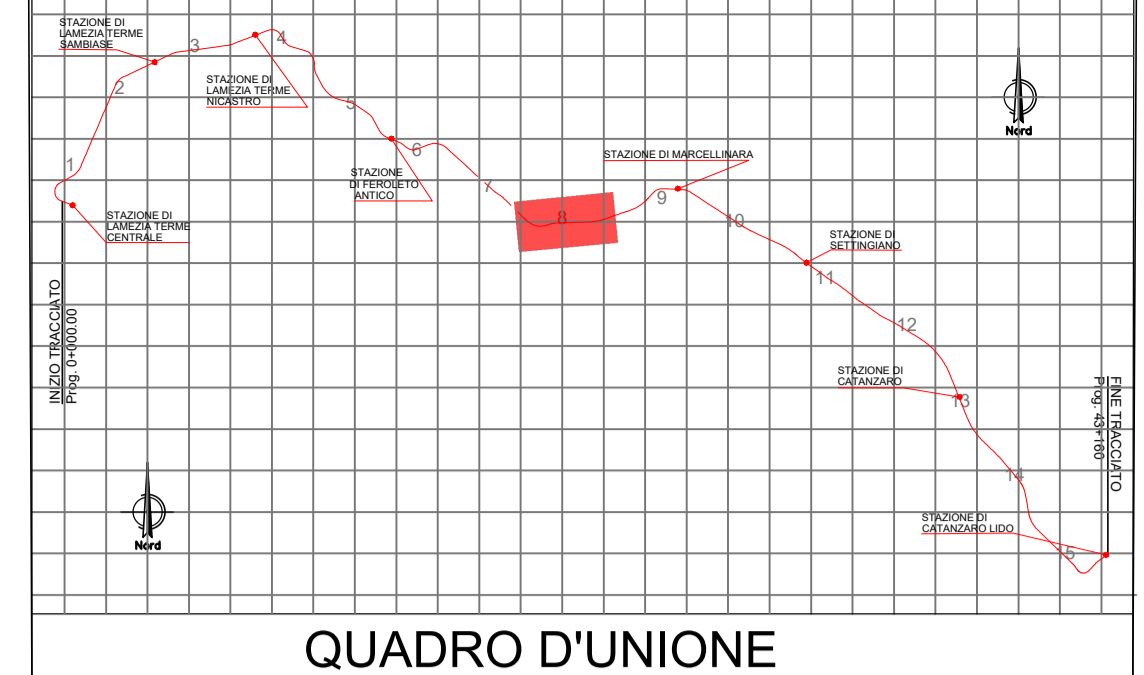 STAZIONE DI
LAMEZIA TERME
SAMBIASE
3
4
2
STAZIONE DI
LAMEZIA TERME
NICASTRO
5
Nord
1
6
STAZIONE DI MARCELLINARA
STAZIONE
DI FEROLETO
ANTICO
7
9
8
10
STAZIONE DI
LAMEZIA TERME
CENTRALE
STAZIONE DI
SETTINGIANO
11
INIZIO TRACCIATO
Prog. 0+000.00
12
STAZIONE DI
CATANZARO
13
FINE TRACCIATO
Prog. 43+160
14
Nord
STAZIONE DI
CATANZARO LIDO
15
QUADRO D'UNIONE